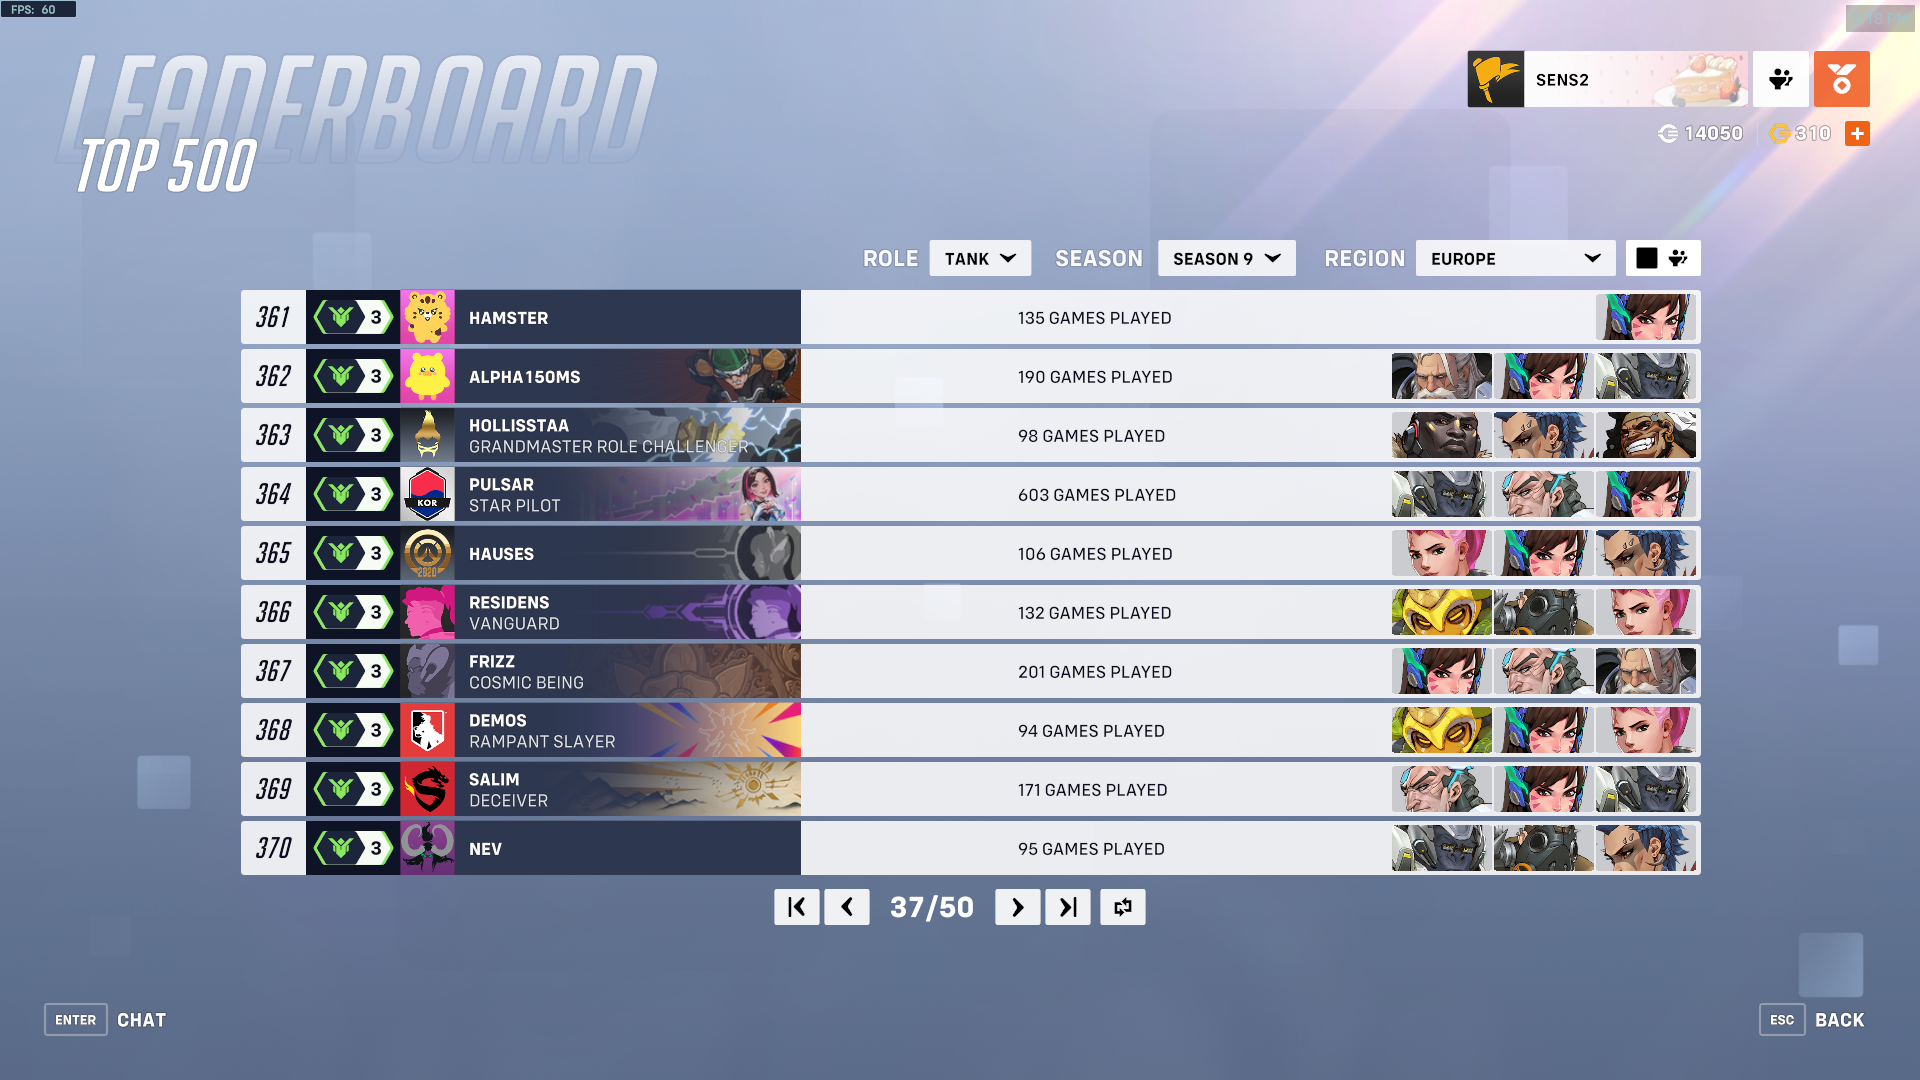 FPS: 60
LEADERBOARD
TOP 500
SENS2
14050
310
ROLE TANK SEASON SEASON 9 REGION EUROPE
361 3 HAMSTER 135 GAMES PLAYED
362 3 ALPHA150MS 190 GAMES PLAYED
363 3 HOLLISSTAA 98 GAMES PLAYED
GRANDMASTER ROLE CHALLENGER
364 3 KOR PULSAR 603 GAMES PLAYED
STAR PILOT
365 3 2020 HAUSES 106 GAMES PLAYED
366 3 RESIDENS 132 GAMES PLAYED
VANGUARD
367 3 FRIZZ 201 GAMES PLAYED
COSMIC BEING
368 3 DEMOS 94 GAMES PLAYED
RAMPANT SLAYER
369 3 SALIM 171 GAMES PLAYED
DECEIVER
370 3 NEV 95 GAMES PLAYED
37/50
ENTER CHAT
ESC BACK